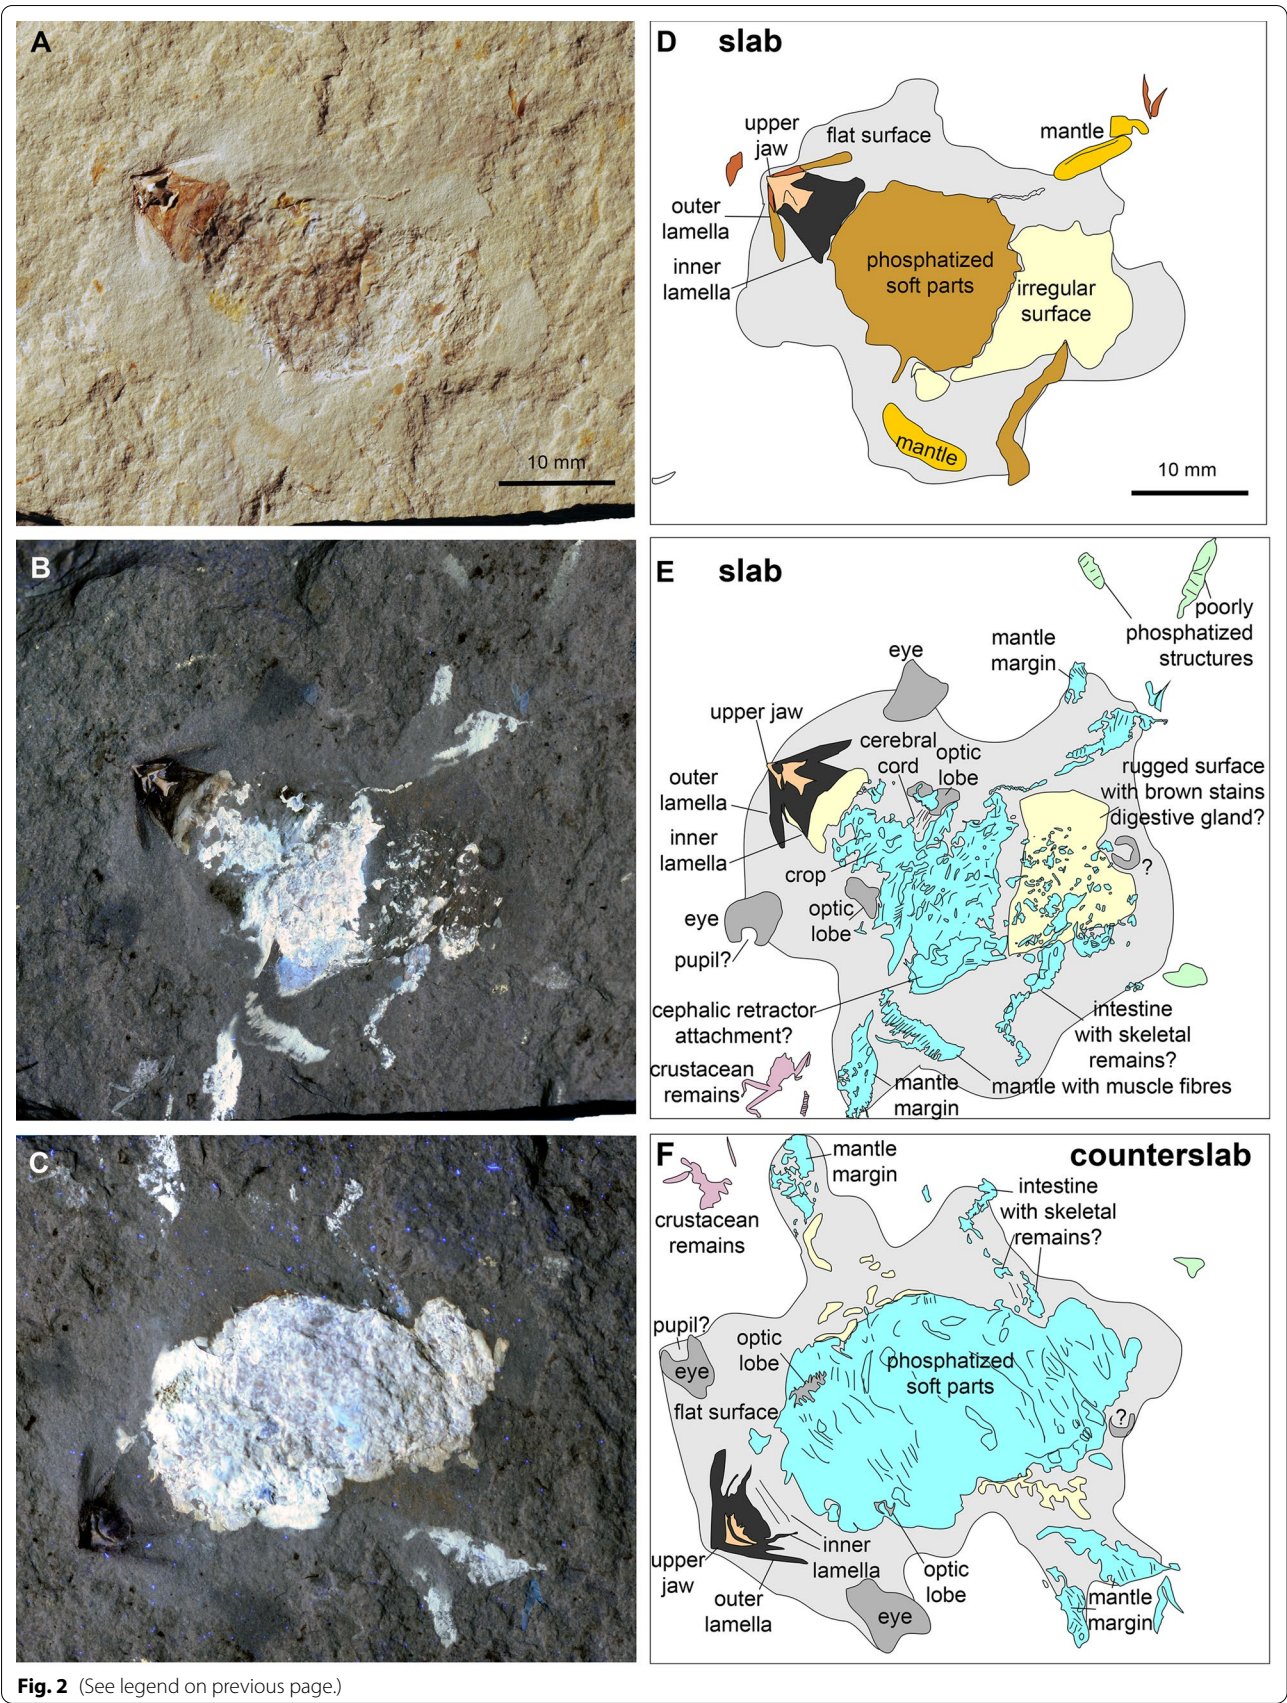 A
10 mm
D slab
upper
jaw
flat surface
mantle
outer
lamella
inner
lamella
phosphatized
soft parts
irregular
surface
mantle
10 mm
B
E slab
poorly
phosphatized
structures
mantle
margin
eye
upper jaw
cerebral
cord
optic
lobe
outer
lamella
rugged surface
with brown stains
digestive gland?
inner
lamella
crop
?
eye
optic
lobe
pupil?
cephalic retractor
attachment?
intestine
with skeletal
remains?
crustacean
remains
mantle
margin
mantle with muscle fibres
C
F counterslab
mantle
margin
crustacean
remains
intestine
with skeletal
remains?
pupil?
eye
optic
lobe
phosphatized
soft parts
flat surface
?
upper
jaw
outer
lamella
inner
lamella
optic
lobe
eye
mantle
margin
Fig. 2 (See legend on previous page.)